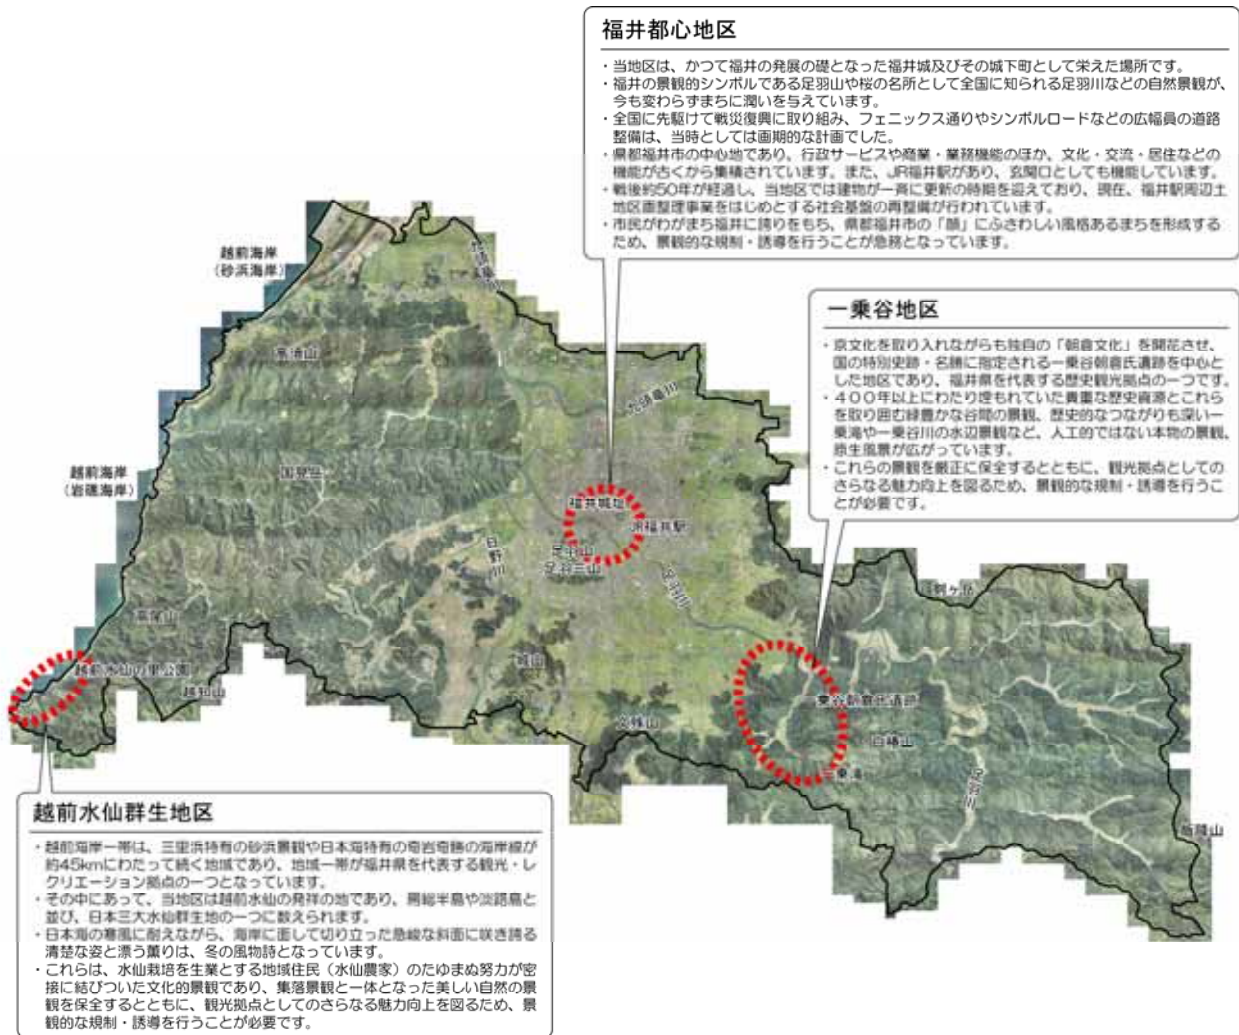 福井都心地区
・当地区は、かつて福井の発展の礎となった福井城及びその城下町として栄えた場所です。
・福井の景観的シンボルである足羽山や桜の名所として全国に知られる足羽川などの自然景観が、
今も変わらずまちに潤いを与えています。
・全国に先駆けて戦災復興に取り組み、フェニックス通りやシンボルロードなどの広幅員の道路
整備は、当時としては画期的な計画でした。
・県都福井市の中心地であり、行政サービスや商業・業務機能のほか、文化・交流・居住などの
機能が古くから集積されています。また、JR福井駅があり、玄関口としても機能しています。
・戦後約50年が経過し、当地区では建物が一斉に更新の時期を迎えており、現在、福井駅周辺土
地区画整理事業をはじめとする社会基盤の再整備が行われています。
・市民がわがまち福井に誇りをもち、県都福井市の「顔」にふさわしい風格あるまちを形成する
ため、景観的な規制・誘導を行うことが急務となっています。
越前海岸
（砂浜海岸）
九頭竜川
一乗谷地区
・京文化を取り入れながらも独自の「朝倉文化」を開花させ、
国の特別史跡・名勝に指定される一乗谷朝倉氏遺跡を中心と
した地区であり、福井県を代表する歴史観光拠点の一つです。
・４００年以上にわたり埋もれていた貴重な歴史資源とこれら
を取り囲む緑豊かな谷間の景観、歴史的なつながりも深い一
乗滝や一乗谷川の水辺景観など、人工的ではない本物の景観、
原生風景が広がっています。
・これらの景観を厳正に保全するとともに、観光拠点としての
さらなる魅力向上を図るため、景観的な規制・誘導を行うこ
とが必要です。
高須山
九頭竜川
越前海岸
（岩礁海岸）
国見岳
福井城址
JR福井駅
日野川
足羽山
足羽三山
足羽川
剣ヶ岳
高尾山
越前水仙の里公園
越知山
城山
文殊山
乗谷朝倉氏遺跡
白椿山
一乗滝
足羽川
飯降山
越前水仙群生地区
・越前海岸一帯は、三里浜特有の砂浜景観や日本海特有の奇岩奇勝の海岸線が
約45kmにわたって続く地域であり、地域一帯が福井県を代表する観光・レ
クリエーション拠点の一つとなっています。
・その中にあって、当地区は越前水仙の発祥の地であり、房総半島や淡路島と
並び、日本三大水仙群生地の一つに数えられます。
・日本海の寒風に耐えながら、海岸に面して切り立った急峻な斜面に咲き誇る
清楚な姿と漂う薫りは、冬の風物詩となっています。
・これらは、水仙栽培を生業とする地域住民（水仙農家）のたゆまぬ努力が密
接に結びついた文化的景観であり、集落景観と一体となった美しい自然の景
観を保全するとともに、観光拠点としてのさらなる魅力向上を図るため、景
観的な規制・誘導を行うことが必要です。